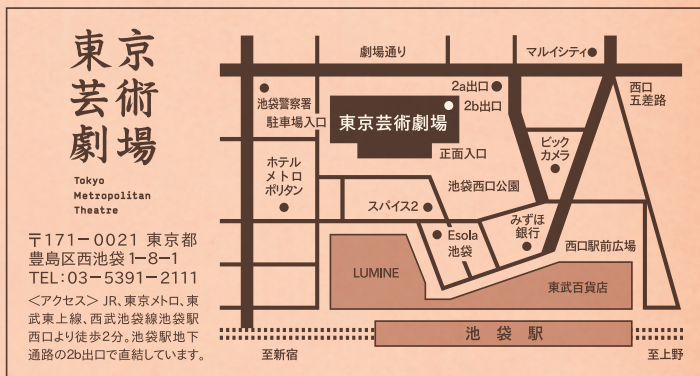 東京
芸術
劇場
Tokyo
Metropolitan
Theatre
〒171−0021 東京都
豊島区西池袋1−8−1
TEL:03−5391−2111
<アクセス> JR、東京メトロ、東
武東上線、西武池袋線池袋駅
西口より徒歩2分。池袋駅地下
通路の2b出口で直結しています。
劇場通り
マルイシティ
池袋警察署
2a出口
西口
五差路
駐車場入口
東京芸術劇場
2b出口
正面入口
ビック
カメラ
ホテル
メトロ
ポリタン
池袋西口公園
スパイス2
みずほ
銀行
Esola
池袋
西口駅前広場
LUMINE
東武百貨店
池袋駅
至新宿
至上野